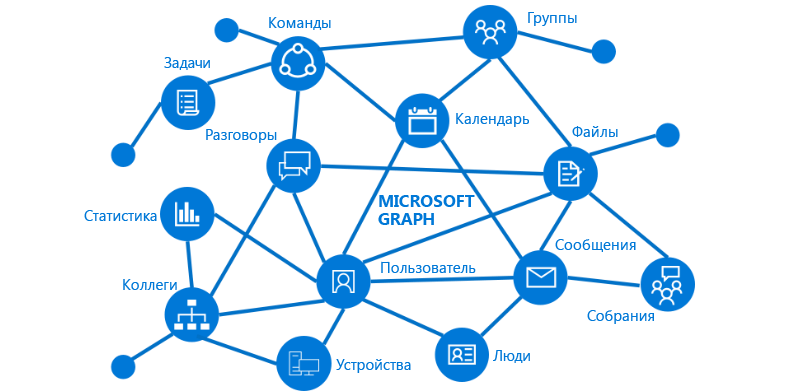 Команды
Группы
Задачи
Календарь
Разговоры
Файлы
MICROSOFT
GRAPH
Статистика
Сообщения
Пользователь
Коллеги
Собрания
Устройства
Люди